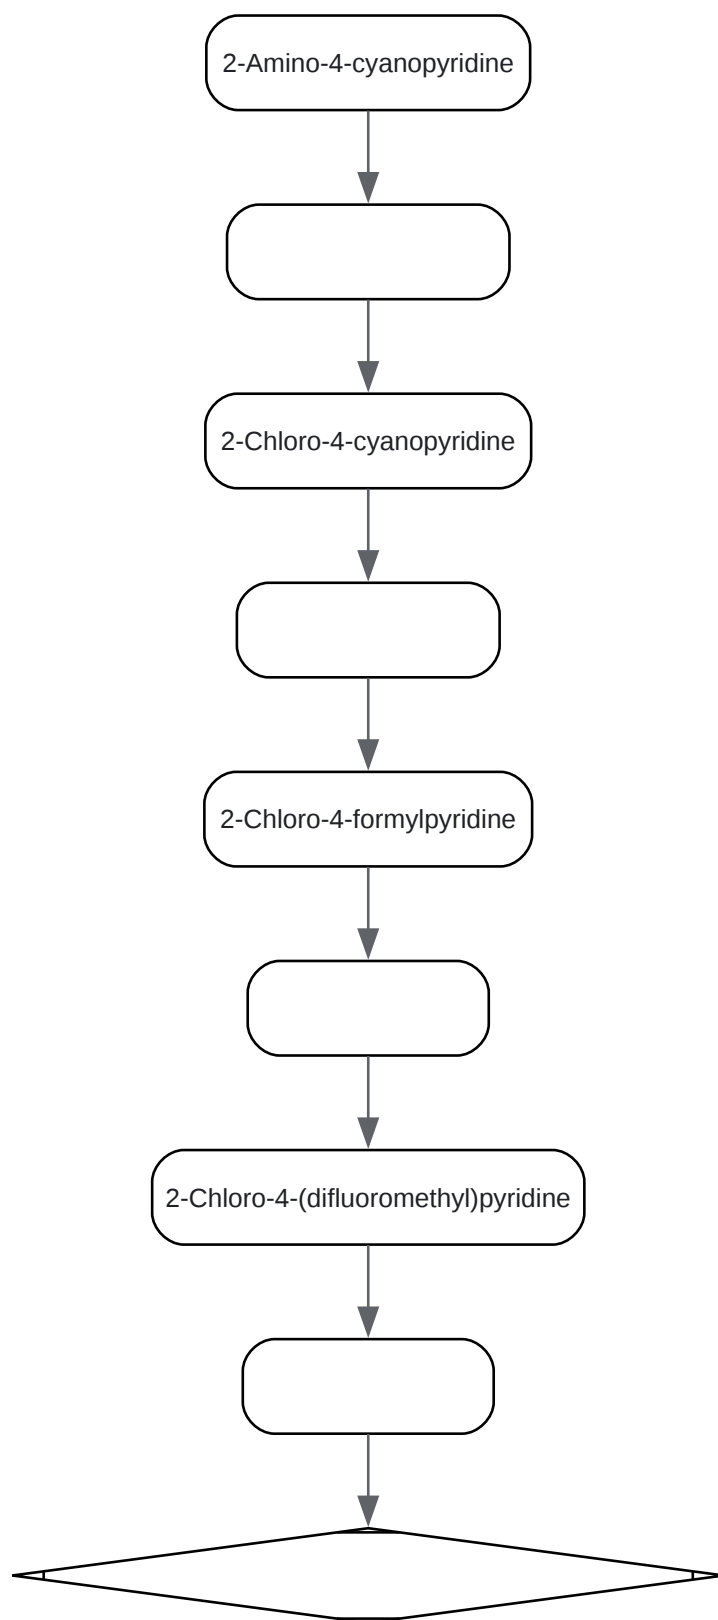 2-Amino-4-cyanopyridine
2-Chloro-4-cyanopyridine
2-Chloro-4-formylpyridine
2-Chloro-4-(difluoromethyl)pyridine